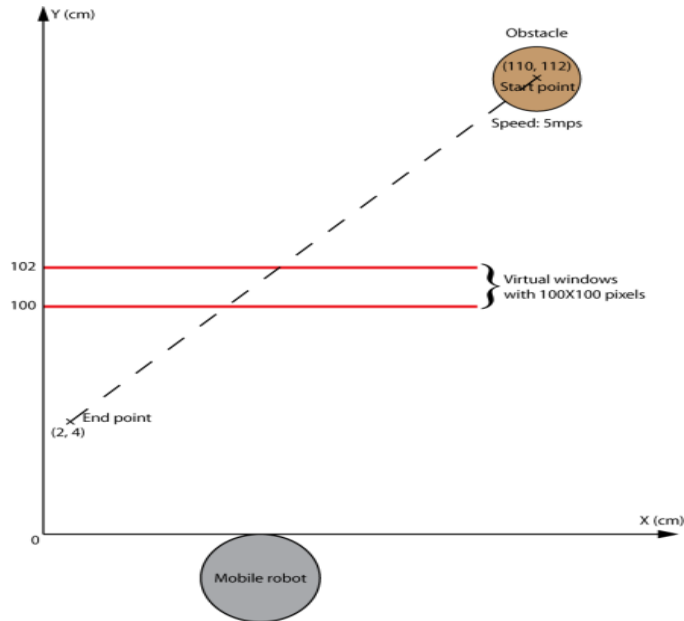 Y (cm)
Obstacle
(110, 112)
Start point
Speed: 5mps
102
Virtual windows
with 100X100 pixels
100
End point
(2, 4)
X (cm)
0
Mobile robot